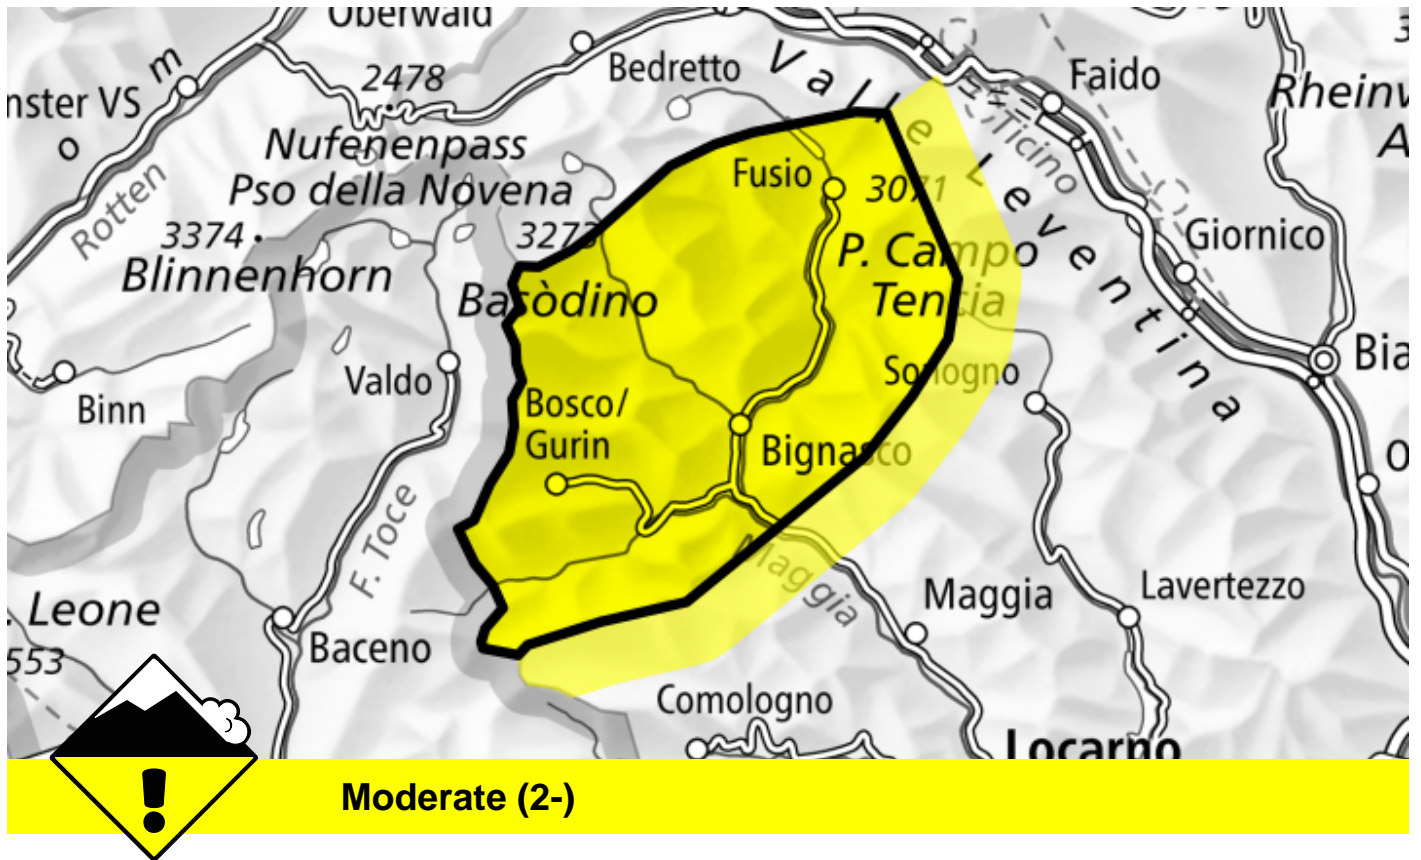 Oberwald
Bedretto
Valle Leventina
Faido
3
2478
nster VS
Rheinw
A
m
o
Nufenenpass
Pso della Novena
Rotten
Fusio
3071
Ticino
3374
3273
Giornico
Blinnenhorn
P. Campo
Tencia
Basòdino
Valdo
Sonogno
Bia
Binn
Bosco/
Gurin
Bignasco
O
F. Toce
Maggia
Maggia
Lavertezzo
. Leone
553
Baceno
Comologno
Locarno
Moderate (2-)